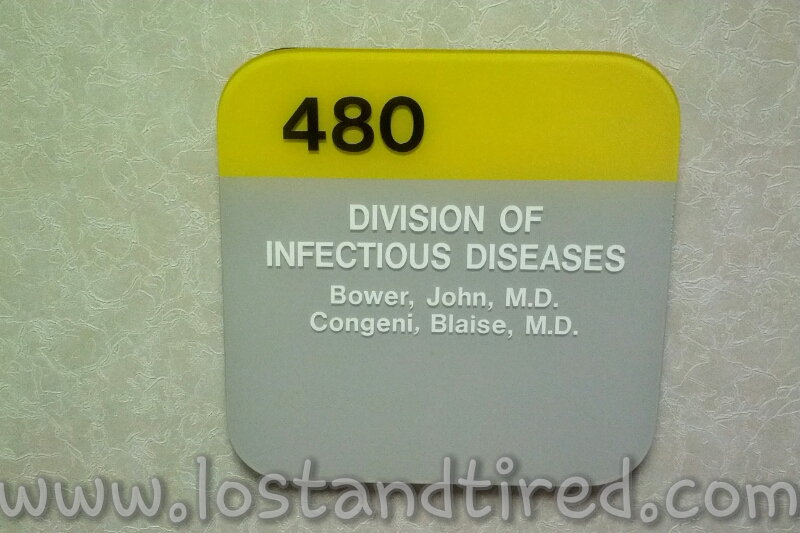 480
DIVISION OF
INFECTIOUS DISEASES
Bower, John, M.D.
Congeni, Blaise, M.D.
www.lostandtired.com